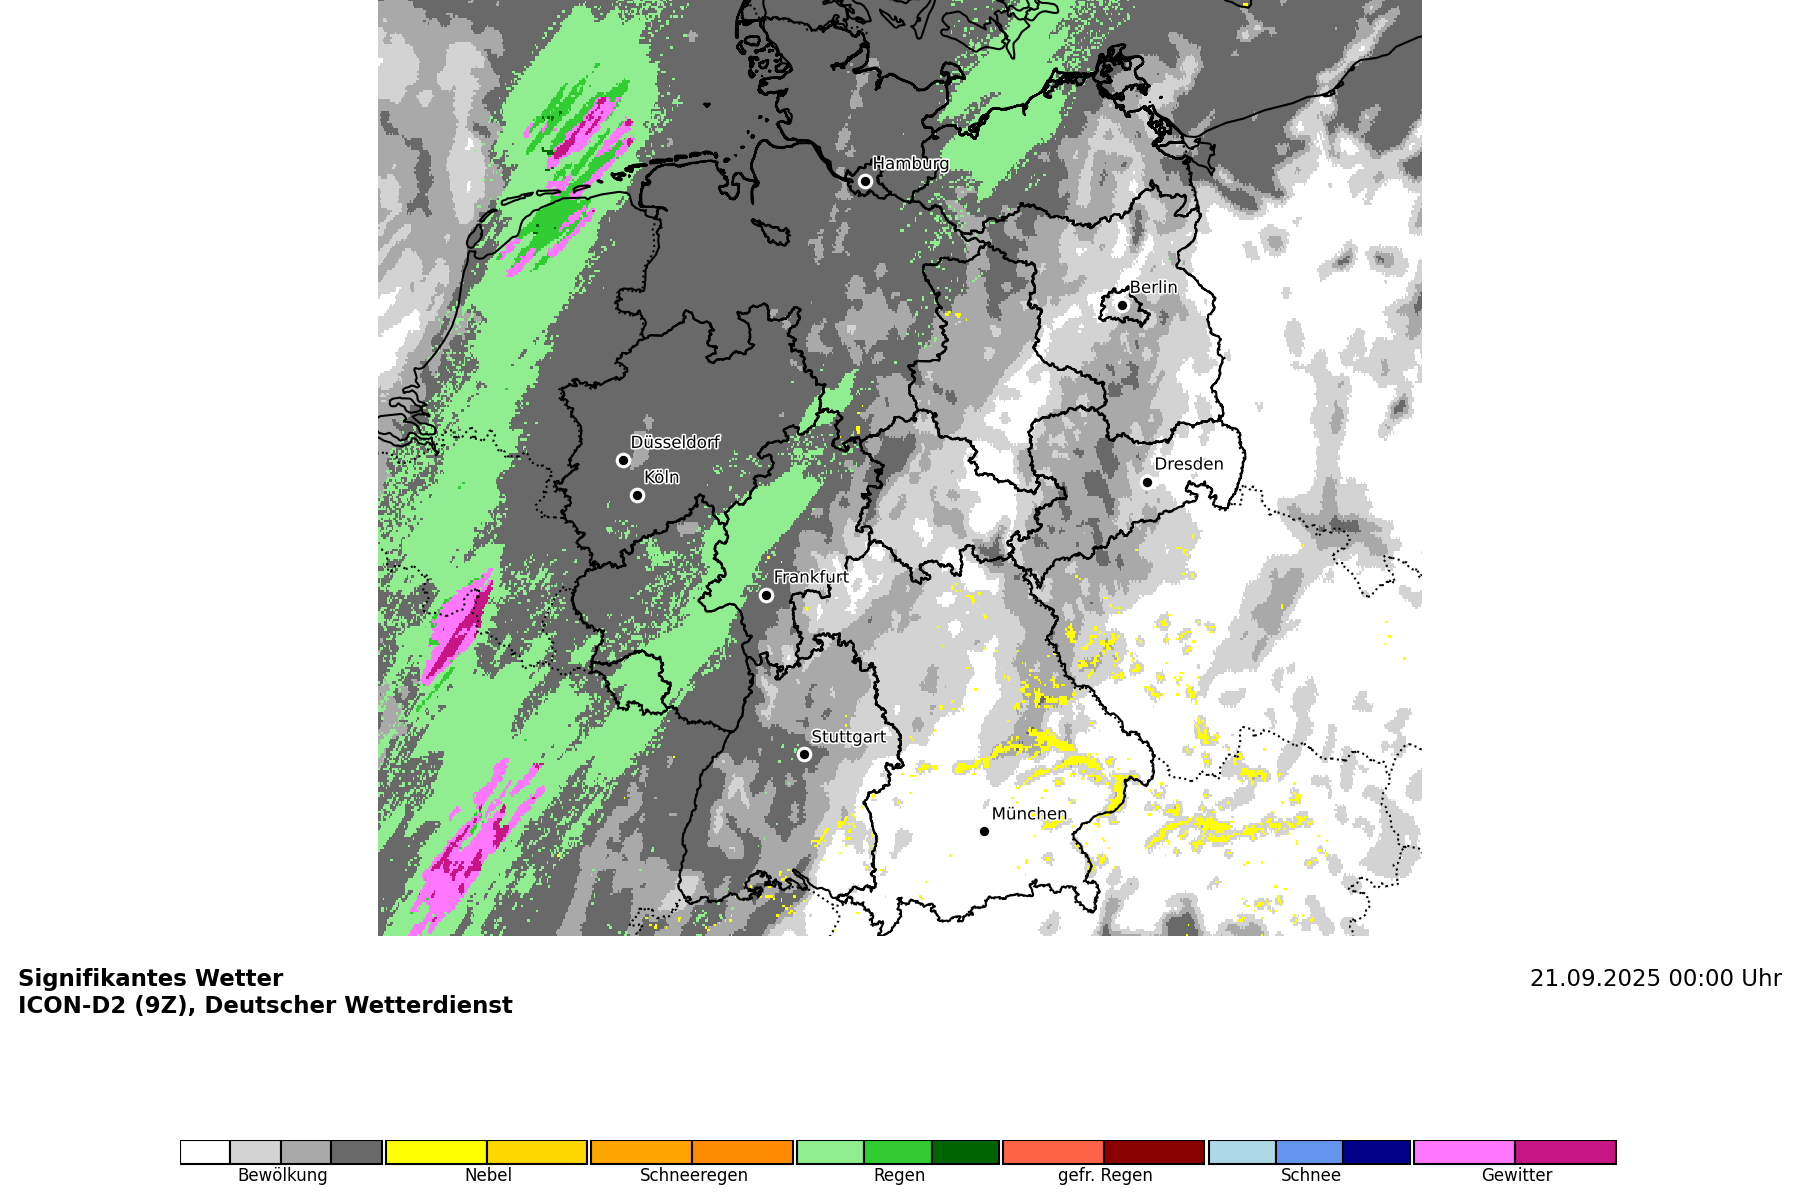 Hamburg
Berlin
Düsseldorf
Köln
Dresden
Frankfurt
Stuttgart
München
Signifikantes Wetter
21.09.2025 00:00 Uhr
ICON-D2 (9Z), Deutscher Wetterdienst
Bewölkung
Nebel
Schneeregen
Regen
gefr. Regen
Schnee
Gewitter